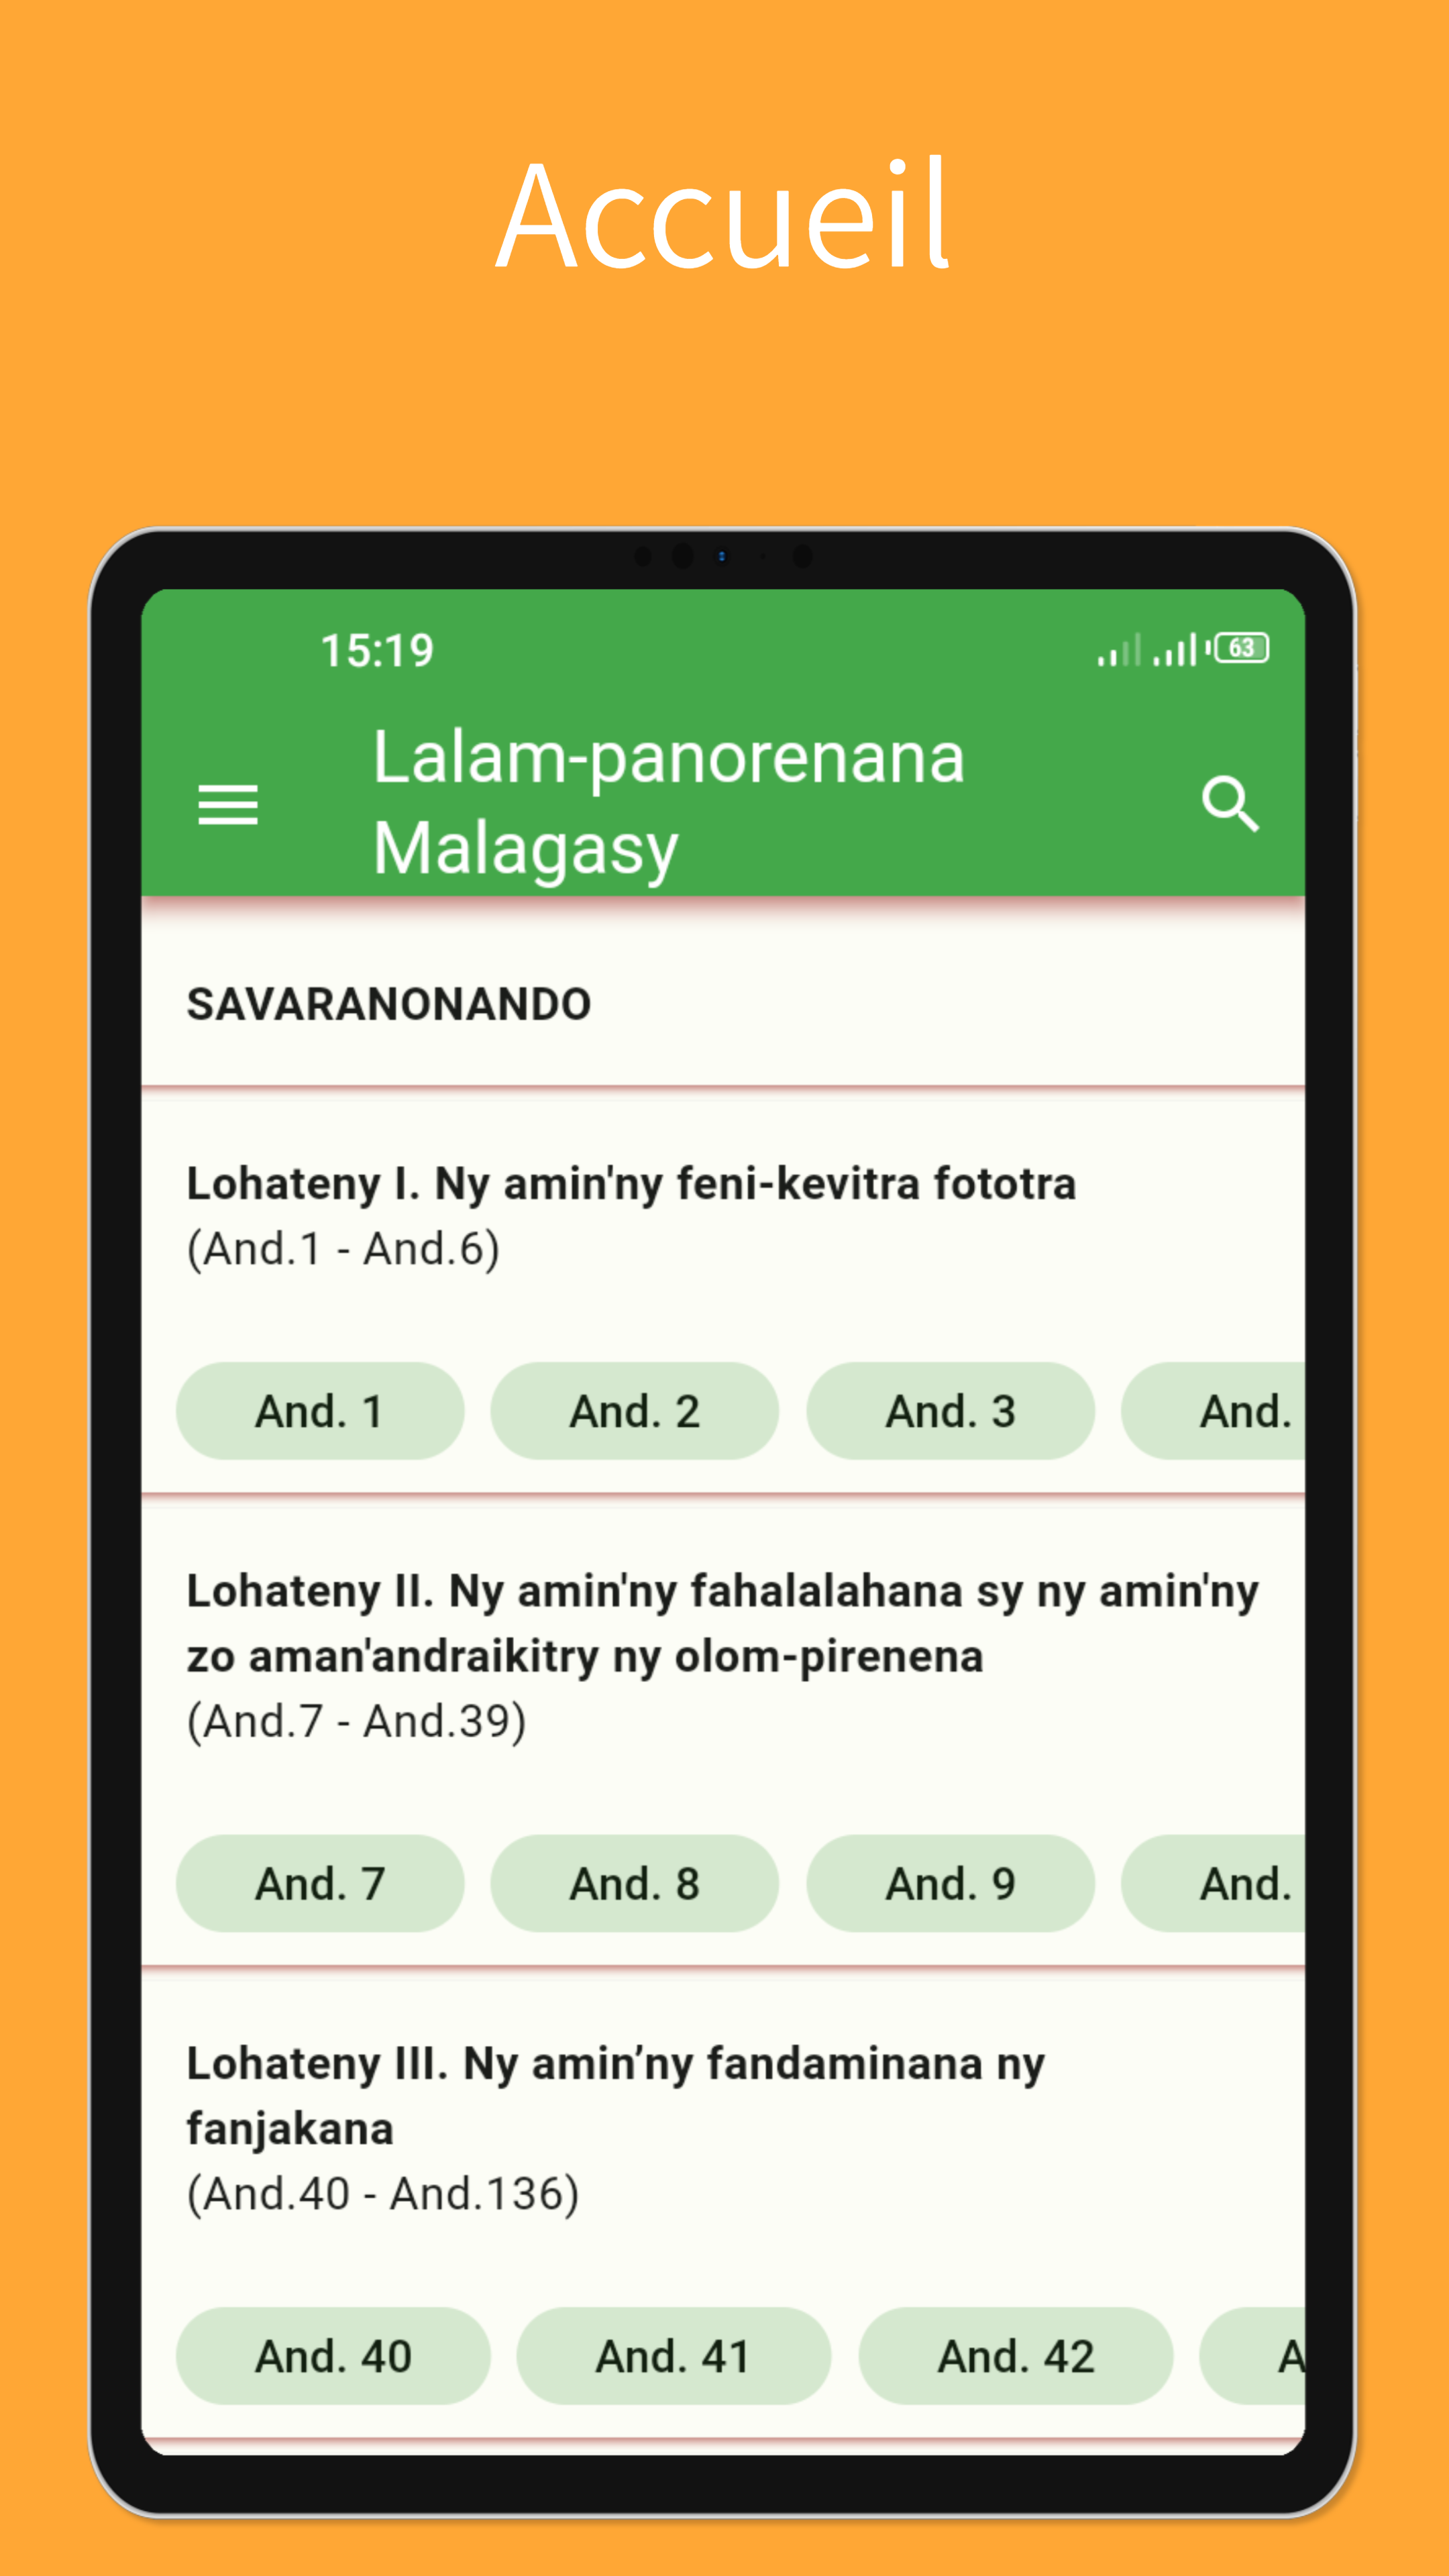 Accueil
15:19
63
Lalam-panorenana
Malagasy
SAVARANONANDO
Lohateny I. Ny amin'ny feni-kevitra fototra
(And.1 - And.6)
And. 1 And. 2 And. 3 And.
Lohateny II. Ny amin'ny fahalalahana sy ny amin'ny
zo aman'andraikitry ny olom-pirenena
(And.7 - And.39)
And. 7 And. 8 And. 9 And.
Lohateny III. Ny amin’ny fandaminana ny
fanjakana
(And.40 - And.136)
And. 40 And. 41 And. 42 A